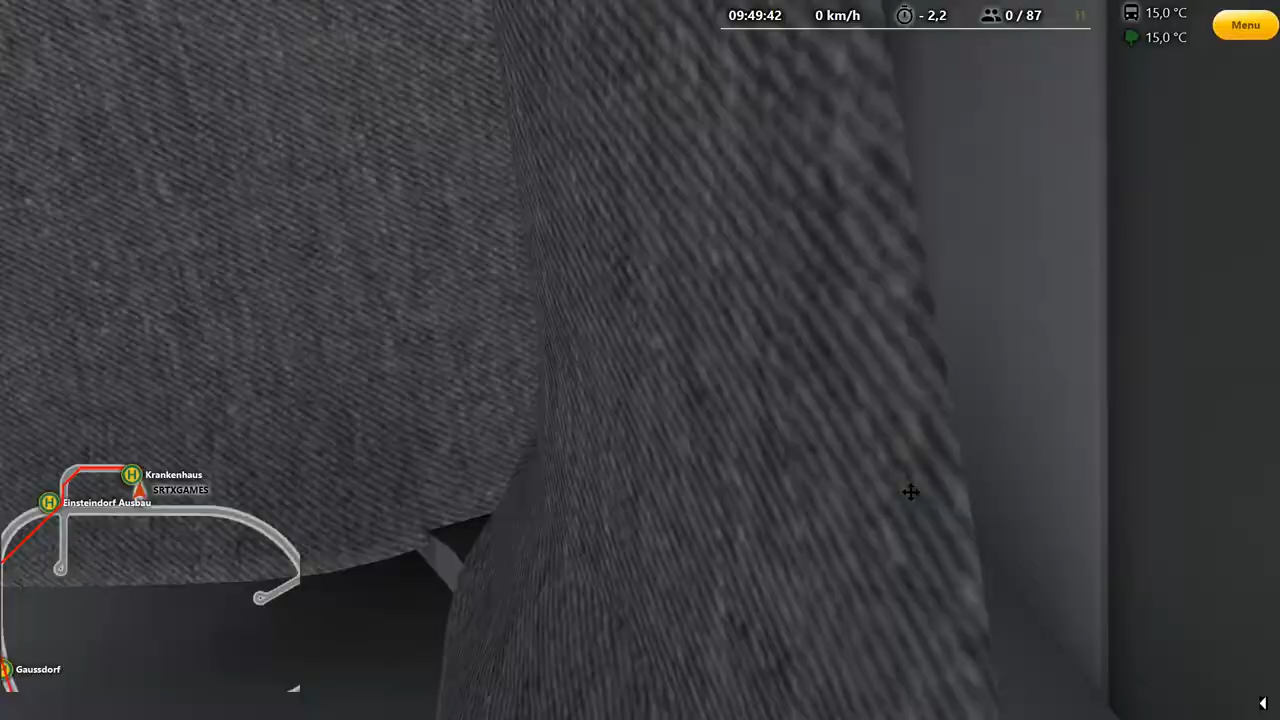 09:49:42 0 km/h - 2,2 0 / 87
15,0 °C
15,0 °C
Menu
H Krankenhaus
SRTXGAMES
H Einsteindorf Ausbau
Gaussdorf